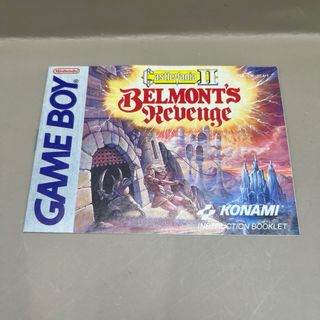 Nintendo
GAME BOY
Castlevania II
BELMONT'S
Revenge
KONAMI
INSTRUCTION BOOKLET